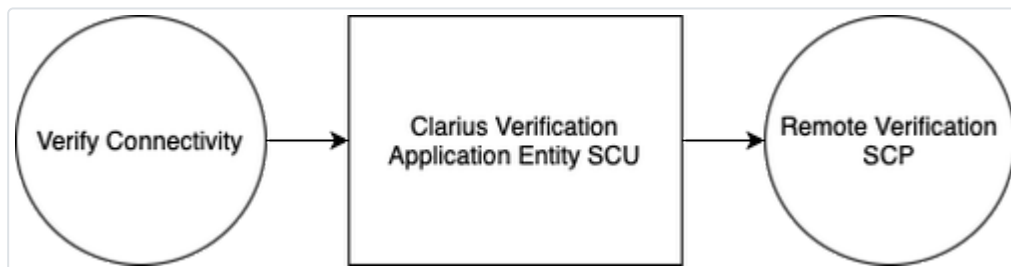 Verify Connectivity
Clarius Verification
Application Entity SCU
Remote Verification
SCP